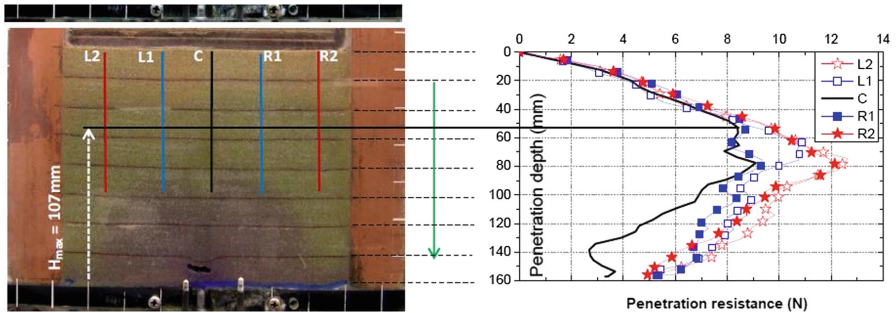 L2 L1 C R1 R2
Hmax = 107mm
0 2 4 6 8 10 12 14
0
20
40
60
80
100
120
140
160
Penetration depth (mm)
L2
L1
C
R1
R2
Penetration resistance (N)